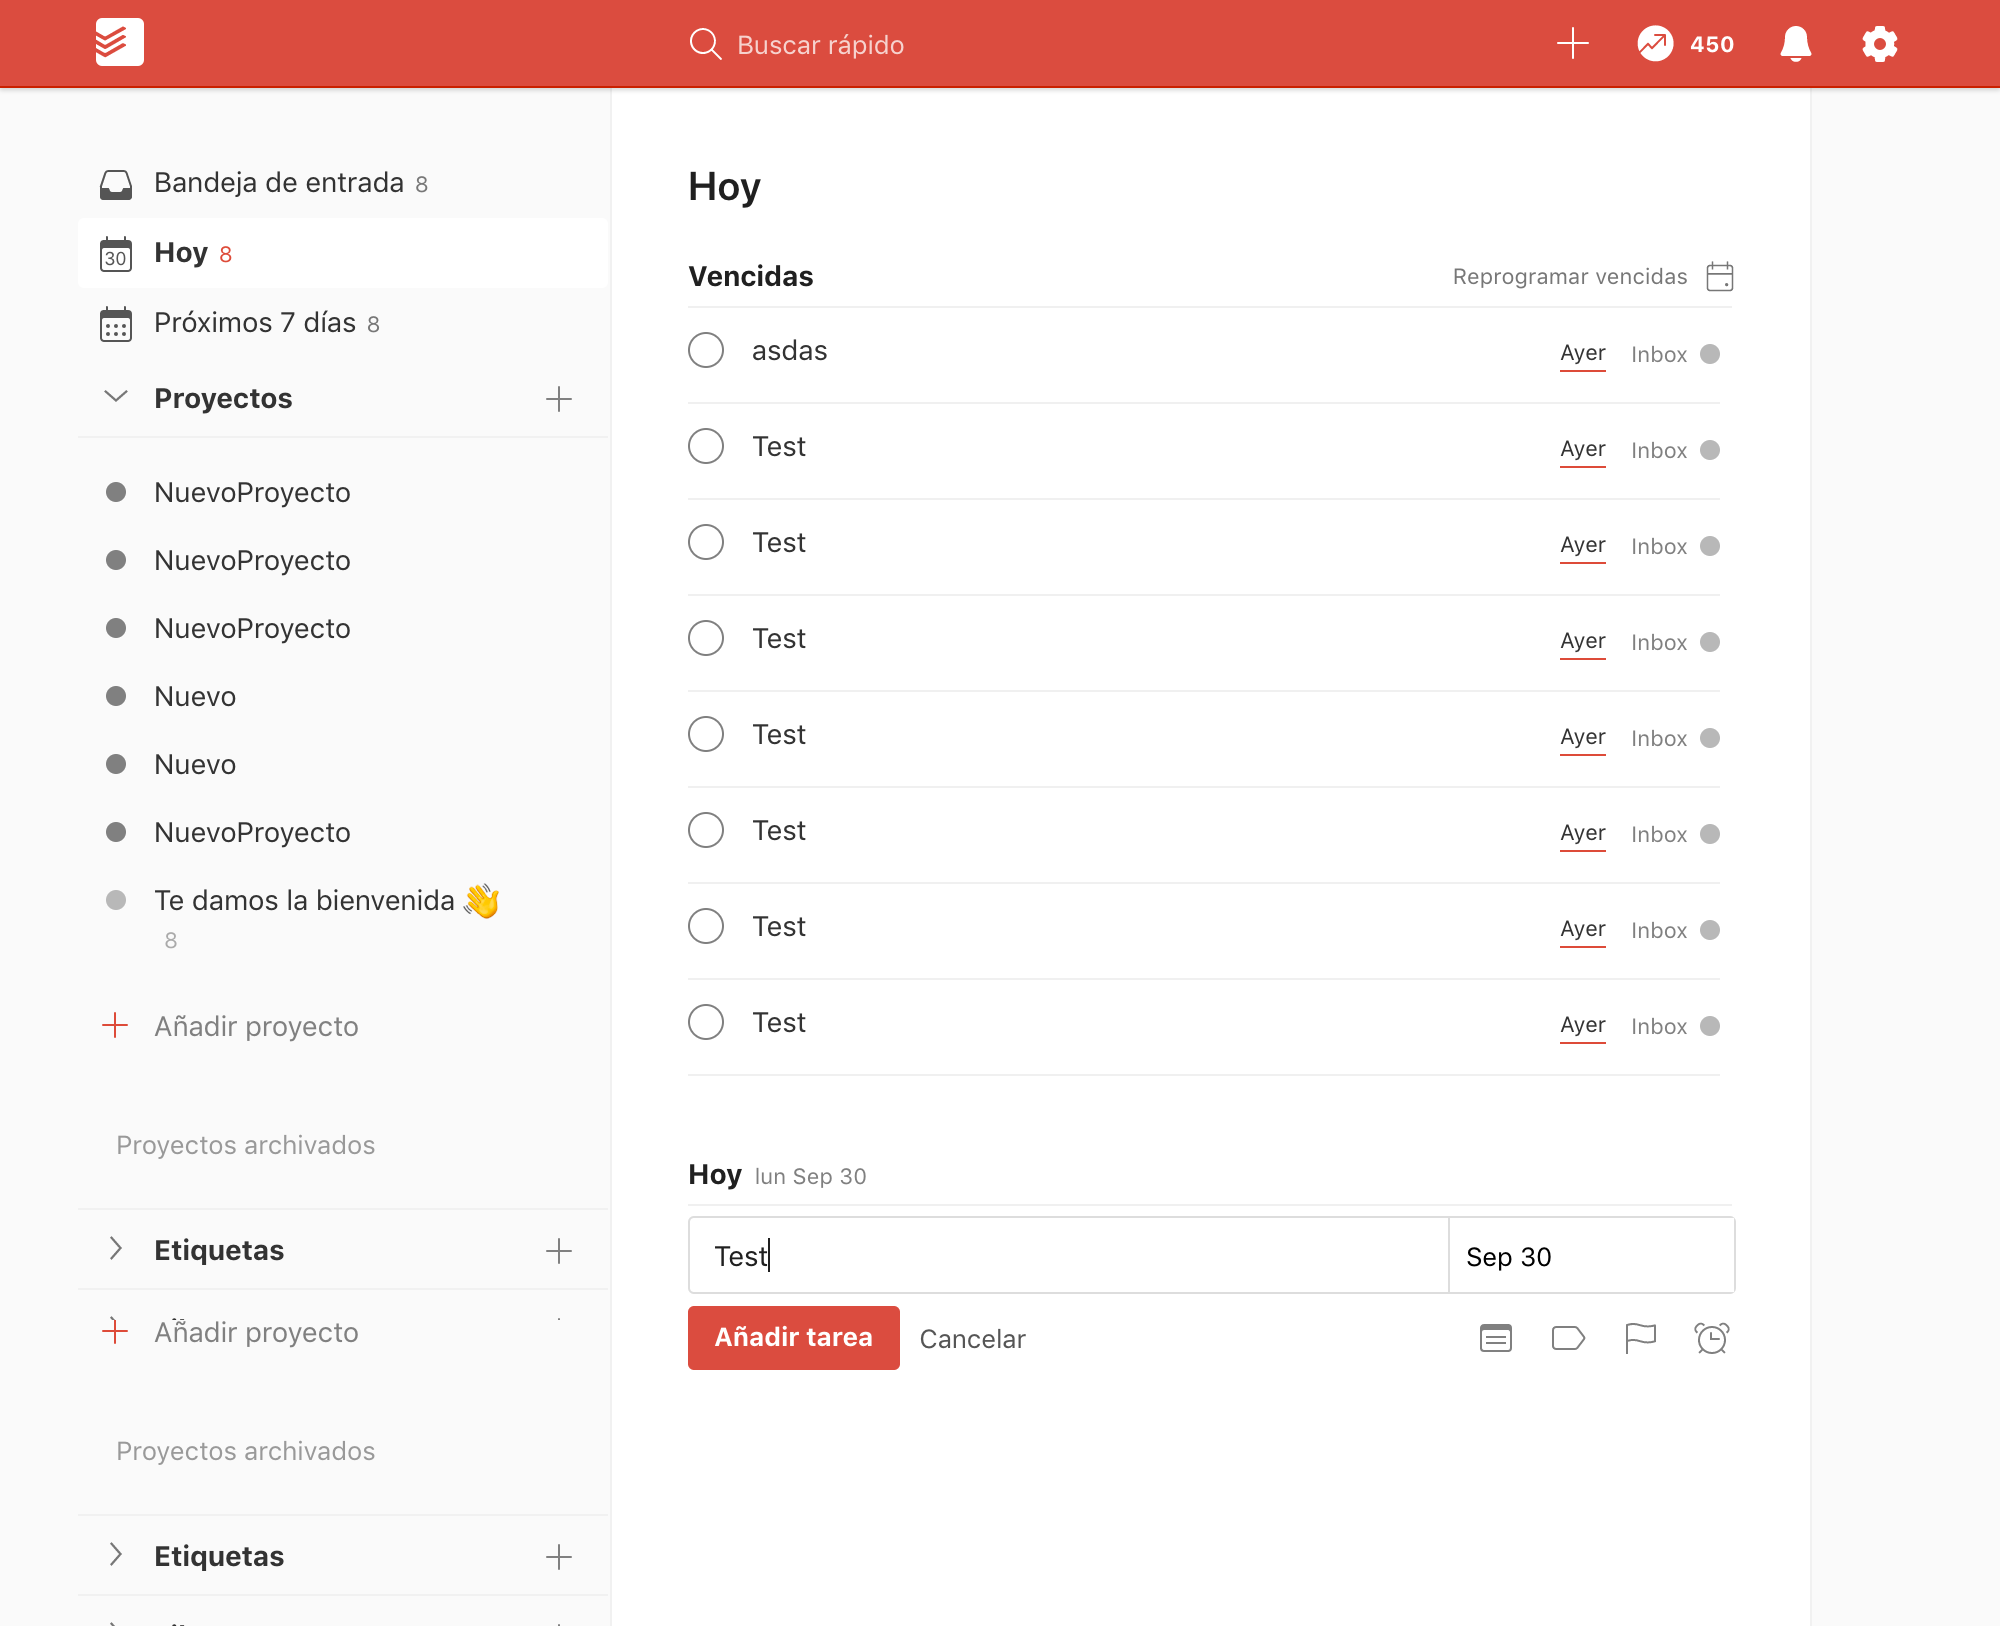 Buscar rápido
450
Bandeja de entrada 8
30
Hoy 8
Próximos 7 días 8
Proyectos
NuevoProyecto
NuevoProyecto
NuevoProyecto
Nuevo
Nuevo
NuevoProyecto
Te damos la bienvenida 👋
8
Añadir proyecto
Proyectos archivados
Etiquetas
Añadir proyecto
Proyectos archivados
Etiquetas
Hoy
Vencidas Reprogramar vencidas
asdas Ayer Inbox
Test Ayer Inbox
Test Ayer Inbox
Test Ayer Inbox
Test Ayer Inbox
Test Ayer Inbox
Test Ayer Inbox
Test Ayer Inbox
Hoy lun Sep 30
Test Sep 30
Añadir tarea Cancelar